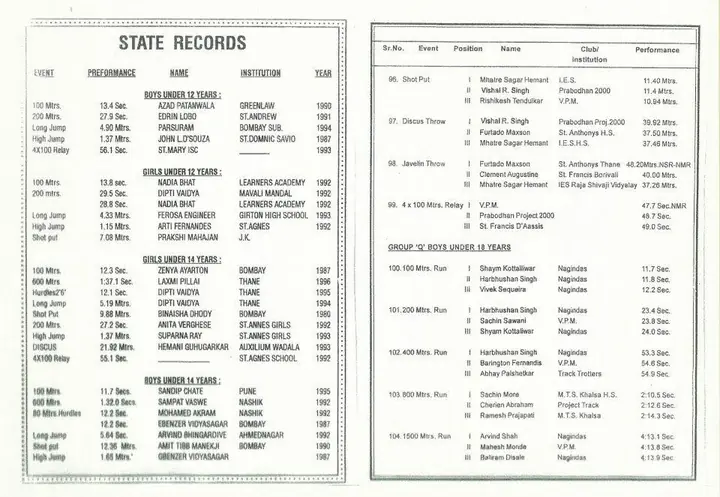 STATE RECORDS
EVENT PREFORMANCE NAME INSTITUTION YEAR
BOYS UNDER 12 YEARS :
100 Mtrs. 13.4 Sec. AZAD PATANWALA GREENLAW 1990
200 Mtrs. 27.9 Sec. EDRIN LOBO ST.ANDREW 1991
Long Jump 4.90 Mtrs. PARSURAM BOMBAY SUB. 1994
High Jump 1.37 Mtrs. JOHN L.D'SOUZA ST.DOMNIC SAVIO 1987
4X100 Relay 56.1 Sec. ST.MARY ISC ——— 1993
GIRLS UNDER 12 YEARS :
100 Mtrs. 13.8 sec. NADIA BHAT LEARNERS ACADEMY 1992
200 mtrs. 29.5 Sec. DIPTI VAIDYA MAVALI MANDAL 1992
28.8 Sec. NADIA BHAT LEARNERS ACADEMY 1992
Long Jump 4.33 Mtrs. FEROSA ENGINEER GIRTON HIGH SCHOOL 1993
High Jump 1.15 Mtrs. ARTI FERNANDES ST.AGNES 1992
Shot put 7.08 Mtrs. PRAKSHI MAHAJAN J.K.
GIRLS UNDER 14 YEARS :
100 Mtrs. 12.3 Sec. ZENYA AYARTON BOMBAY 1987
600 Mtrs 1:37.1 Sec. LAXMI PILLAI THANE 1996
Hurdles2'6' 12.1 Sec. DIPTI VAIDYA THANE 1995
Long Jump 5.19 Mtrs. DIPTI VAIDYA THANE 1994
Shot Put 9.88 Mtrs. BINAISHA DHODY BOMBAY 1980
200 Mtrs. 27.2 Sec. ANITA VERGHESE ST.ANNES GIRLS 1992
High Jump 1.37 Mtrs. SUPARNA RAY ST.ANNES GIRLS 1993
DISCUS 21.92 Mtrs. HEMANI GUHUGARKAR AUXILIUM WADALA 1993
4X100 Relay 55.1 Sec. ——— ST.AGNES SCHOOL 1992
BOYS UNDER 14 YEARS :
100 Mtrs. 11.7 Secs. SANDIP CHATE PUNE 1995
600 Mtrs. 1.32.0 Secs. SAMPAT VASWE NASHIK 1992
80 Mtrs.Hurdles 12.2 Sec. MOHAMED AKRAM NASHIK 1992
12.2 Sec. EBENZER VIDYASAGAR BOMBAY 1987
Long Jump 5.64 Sec. ARVIND BHINGARDIVE AHMEDNAGAR 1992
Shot put 12.36 Mtrs. AMIT TIBB MANEKJI BOMBAY 1990
High Jump 1.65 Mtrs.' GBENZER VIDYASAGAR 1987
Sr.No. Event Position Name Club/ Institution Performance
96. Shot Put I Mhatre Sagar Hemant I.E.S. 11.40 Mtrs.
II Vishal R. Singh Prabodhan 2000 11.4 Mtrs.
III Rishikesh Tendulkar V.P.M. 10.94 Mtrs.
97. Discus Throw I Vishal R. Singh Prabodhan Proj.2000 39.92 Mtrs.
II Furtado Maxson St. Anthonys H.S. 37.50 Mtrs.
III Mhatre Sagar Hemant I.E.S.H.S. 37.46 Mtrs.
98. Javelin Throw I Furtado Maxson St. Anthonys Thane 48.20Mtrs.NSR-NMR
II Clement Augustine St. Francis Borivali 40.00 Mtrs.
III Mhatre Sagar Hemant IES Raja Shivaji Vidyalay 37.26 Mtrs.
99. 4 x 100 Mtrs. Relay I V.P.M. 47.7 Sec.NMR
II Prabodhan Project 2000 48.7 Sec.
III St. Francis D'Aassis 49.0 Sec.
GROUP 'Q' BOYS UNDER 18 YEARS
100.100 Mtrs. Run I Shaym Kottaliwar Nagindas 11.7 Sec.
II Harbhushan Singh Nagindas 11.8 Sec.
III Vivek Sequeira Nagindas 12.2 Sec.
101.200 Mtrs. Run I Harbhushan Singh Nagindas 23.4 Sec.
II Sachin Sawani V.P.M. 23.8 Sec.
III Shyam Kottaliwar Nagindas 24.0 Sec.
102.400 Mtrs. Run I Harbhushan Singh Nagindas 53.3 Sec.
II Barington Fernendis V.P.M. 54.6 Sec.
III Abhay Palshetkar Track Trotters 54.9 Sec.
103.800 Mtrs. Run I Sachin More M.T.S. Khalsa H.S. 2:10.5 Sec.
II Cherian Abraham Project Track 2:12.6 Sec.
III Ramesh Prajapati M.T.S. Khalsa 2:14.3 Sec.
104.1500 Mtrs. Run I Arvind Shah Nagindas 4:13.1 Sec.
II Mahesh Monde V.P.M. 4:13.8 Sec.
III Baliram Disale Nagindas 4:13.9 Sec.